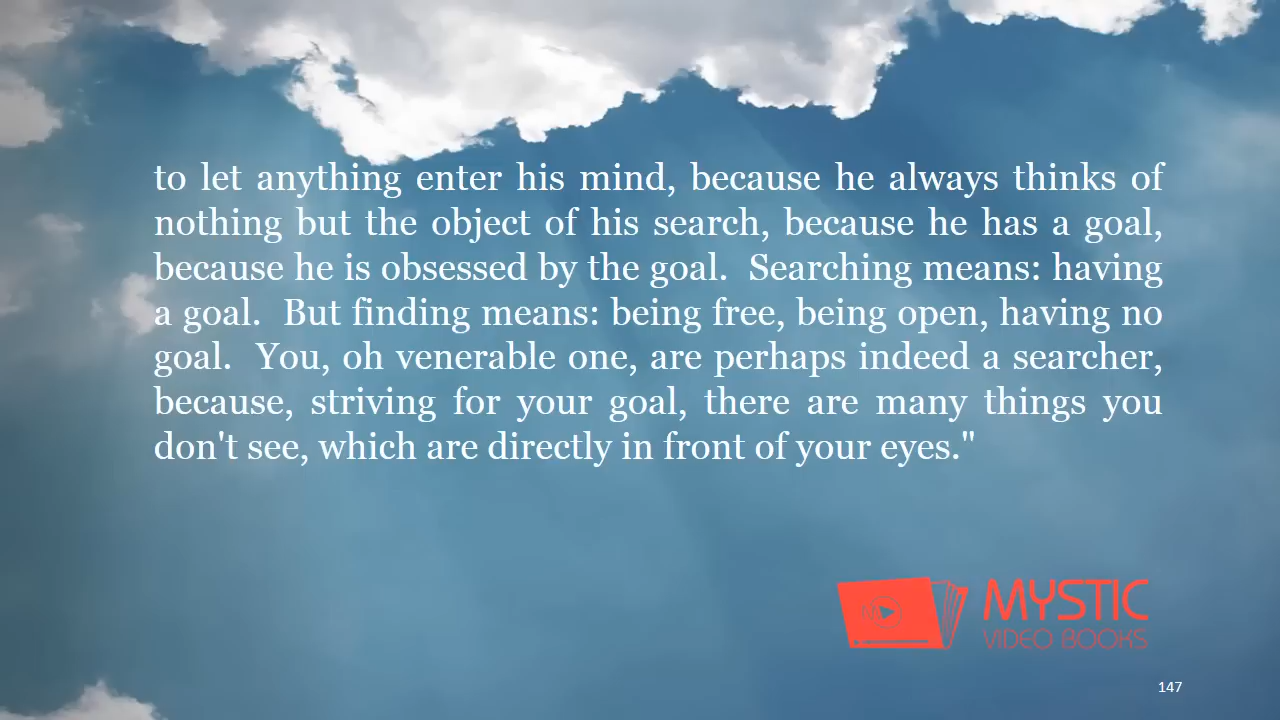 to let anything enter his mind, because he always thinks of
nothing but the object of his search, because he has a goal,
because he is obsessed by the goal.  Searching means: having
a goal.  But finding means: being free, being open, having no
goal.  You, oh venerable one, are perhaps indeed a searcher,
because, striving for your goal, there are many things you
don't see, which are directly in front of your eyes."
MYSTIC
VIDEO BOOKS
147